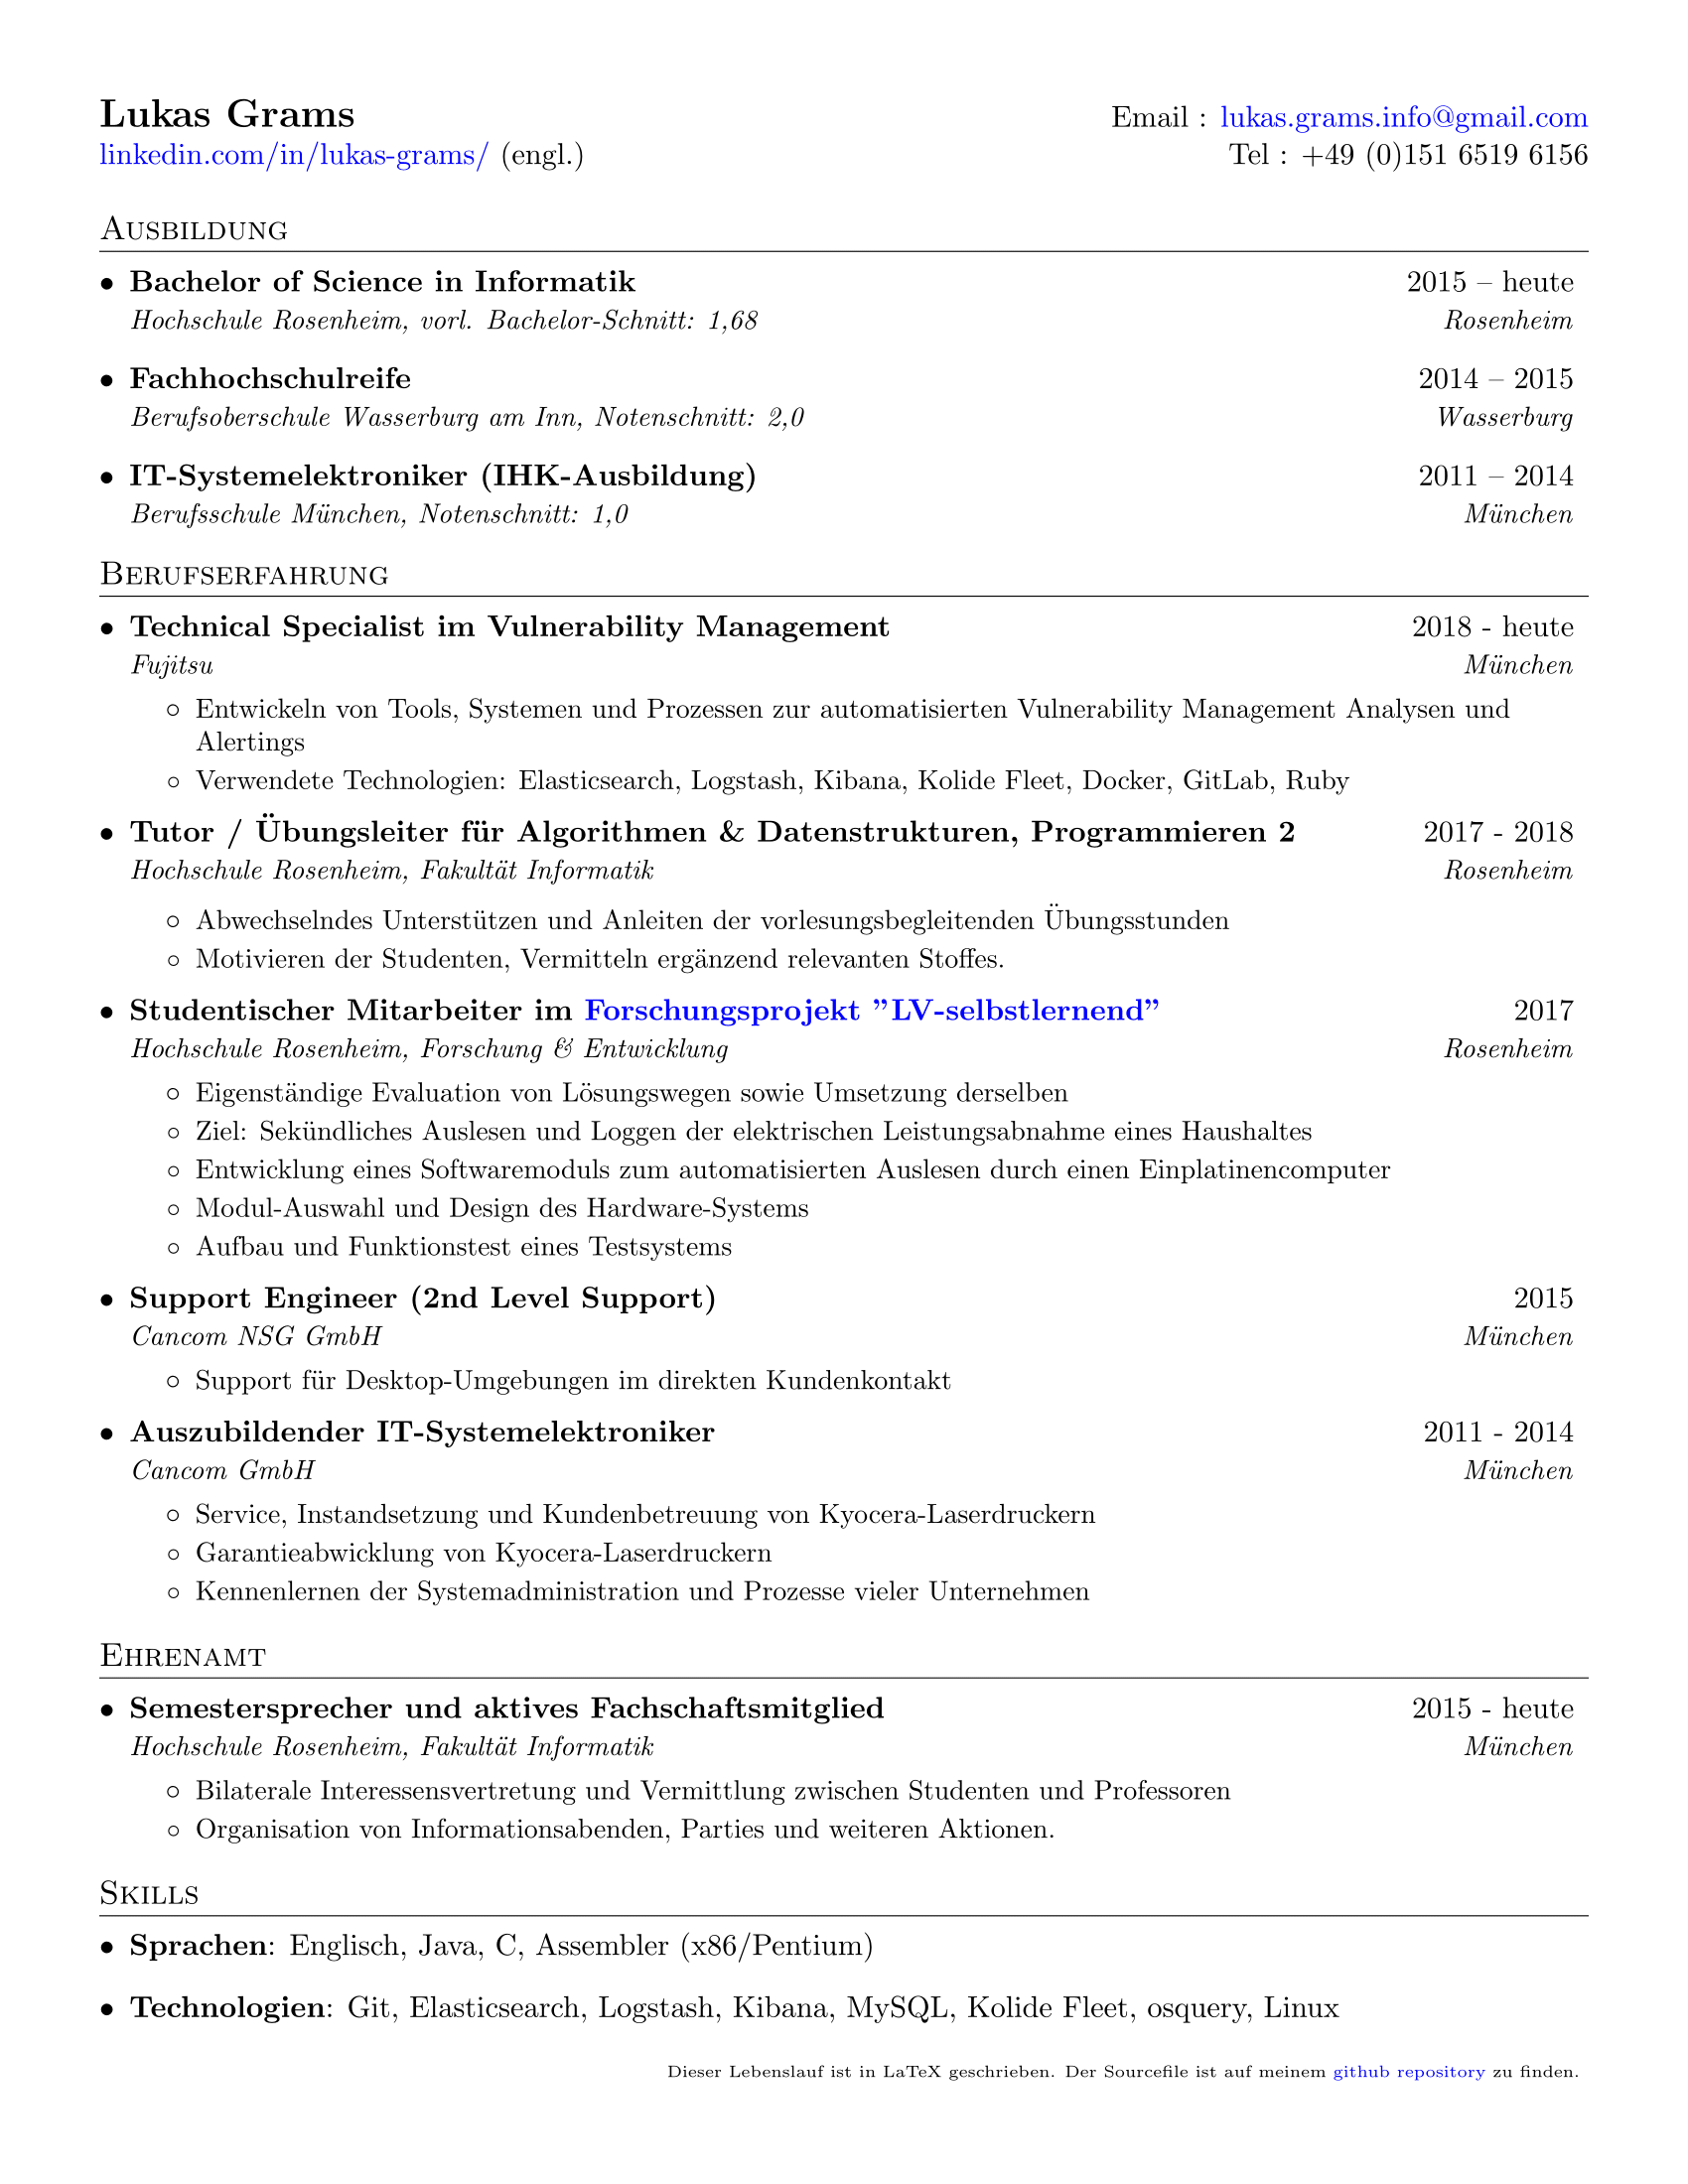 Lukas Grams
Email : lukas.grams.info@gmail.com
linkedin.com/in/lukas-grams/ (engl.)
Tel : +49 (0)151 6519 6156
Ausbildung
• Bachelor of Science in Informatik 2015 – heute
Hochschule Rosenheim, vorl. Bachelor-Schnitt: 1,68 Rosenheim
• Fachhochschulreife 2014 – 2015
Berufsoberschule Wasserburg am Inn, Notenschnitt: 2,0 Wasserburg
• IT-Systemelektroniker (IHK-Ausbildung) 2011 – 2014
Berufsschule München, Notenschnitt: 1,0 München
Berufserfahrung
• Technical Specialist im Vulnerability Management 2018 - heute
Fujitsu München
◦ Entwickeln von Tools, Systemen und Prozessen zur automatisierten Vulnerability Management Analysen und
Alertings
◦ Verwendete Technologien: Elasticsearch, Logstash, Kibana, Kolide Fleet, Docker, GitLab, Ruby
• Tutor / Übungsleiter für Algorithmen & Datenstrukturen, Programmieren 2 2017 - 2018
Hochschule Rosenheim, Fakultät Informatik Rosenheim
◦ Abwechselndes Unterstützen und Anleiten der vorlesungsbegleitenden Übungsstunden
◦ Motivieren der Studenten, Vermitteln ergänzend relevanten Stoffes.
• Studentischer Mitarbeiter im Forschungsprojekt ”LV-selbstlernend” 2017
Hochschule Rosenheim, Forschung & Entwicklung Rosenheim
◦ Eigenständige Evaluation von Lösungswegen sowie Umsetzung derselben
◦ Ziel: Sekündliches Auslesen und Loggen der elektrischen Leistungsabnahme eines Haushaltes
◦ Entwicklung eines Softwaremoduls zum automatisierten Auslesen durch einen Einplatinencomputer
◦ Modul-Auswahl und Design des Hardware-Systems
◦ Aufbau und Funktionstest eines Testsystems
• Support Engineer (2nd Level Support) 2015
Cancom NSG GmbH München
◦ Support für Desktop-Umgebungen im direkten Kundenkontakt
• Auszubildender IT-Systemelektroniker 2011 - 2014
Cancom GmbH München
◦ Service, Instandsetzung und Kundenbetreuung von Kyocera-Laserdruckern
◦ Garantieabwicklung von Kyocera-Laserdruckern
◦ Kennenlernen der Systemadministration und Prozesse vieler Unternehmen
Ehrenamt
• Semestersprecher und aktives Fachschaftsmitglied 2015 - heute
Hochschule Rosenheim, Fakultät Informatik München
◦ Bilaterale Interessensvertretung und Vermittlung zwischen Studenten und Professoren
◦ Organisation von Informationsabenden, Parties und weiteren Aktionen.
Skills
• Sprachen: Englisch, Java, C, Assembler (x86/Pentium)
• Technologien: Git, Elasticsearch, Logstash, Kibana, MySQL, Kolide Fleet, osquery, Linux
Dieser Lebenslauf ist in LaTeX geschrieben. Der Sourcefile ist auf meinem github repository zu finden.